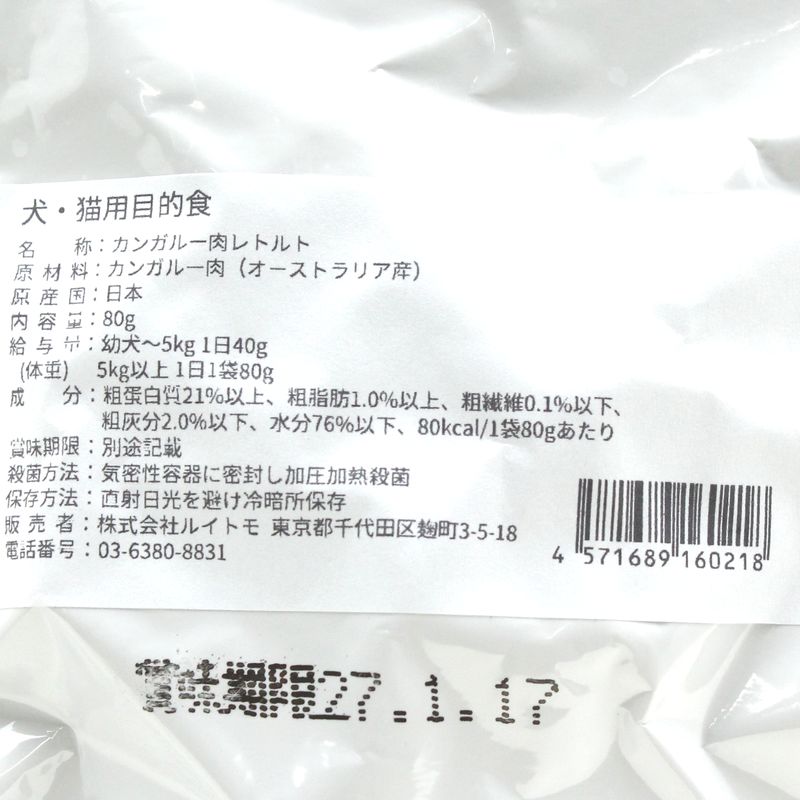 犬・猫用目的食
名　　称：カンガルー肉レトルト
原 材 料：カンガルー肉（オーストラリア産）
原 産 国：日本
内 容 量：80g
給 与 量：幼犬～5kg 1日40g
(体重)　5kg以上 1日1袋80g
成　　分：粗蛋白質21%以上、粗脂肪1.0%以上、粗繊維0.1%以下、
粗灰分2.0%以下、水分76%以下、80kcal/1袋80gあたり
賞味期限：別途記載
殺菌方法：気密性容器に密封し加圧加熱殺菌
保存方法：直射日光を避け冷暗所保存
販 売 者：株式会社ルイトモ 東京都千代田区麹町3-5-18
電話番号：03-6380-8831
4 571689 160218
賞味期限27.1.17